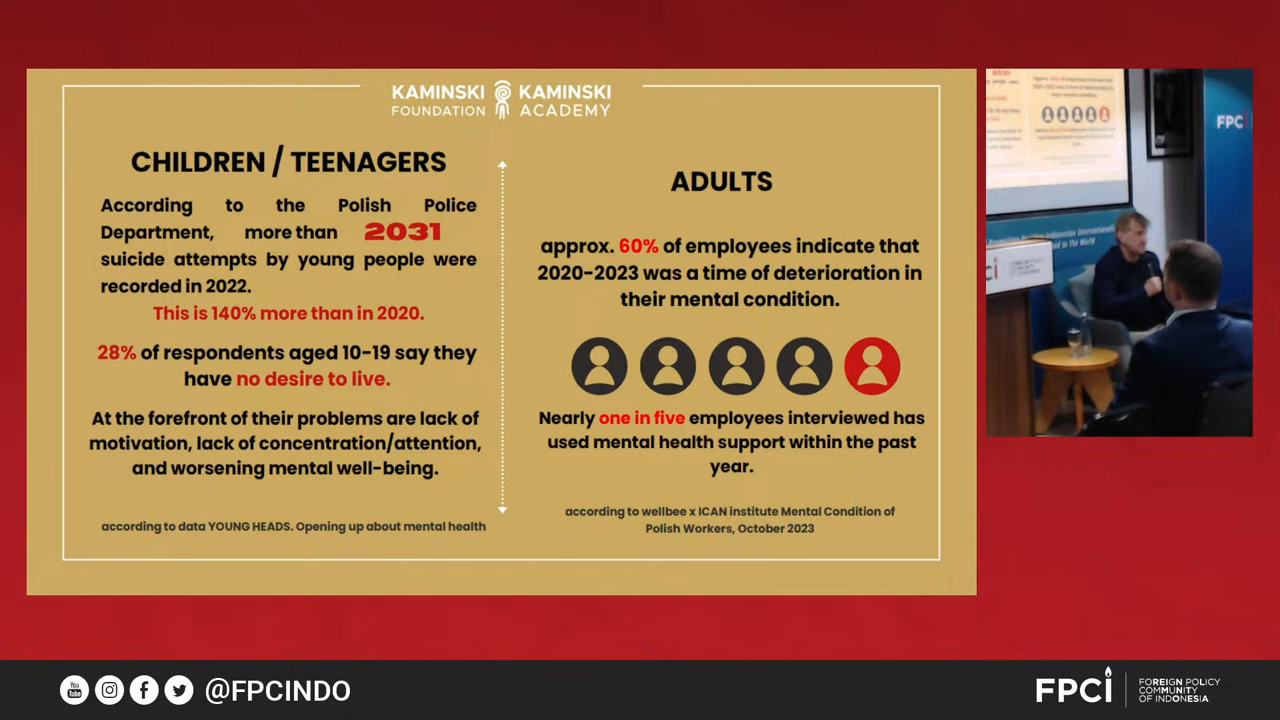 KAMINSKI FOUNDATION
KAMINSKI ACADEMY
CHILDREN / TEENAGERS
According to the Polish Police
Department, more than 2031
suicide attempts by young people were
recorded in 2022.
This is 140% more than in 2020.
28% of respondents aged 10-19 say they
have no desire to live.
At the forefront of their problems are lack of
motivation, lack of concentration/attention,
and worsening mental well-being.
according to data YOUNG HEADS. Opening up about mental health
ADULTS
approx. 60% of employees indicate that
2020-2023 was a time of deterioration in
their mental condition.
Nearly one in five employees interviewed has
used mental health support within the past
year.
according to wellbee x ICAN institute Mental Condition of
Polish Workers, October 2023
FPC
You
Tube
@FPCINDO
FPCI
FOREIGN POLICY
COMMUNITY
OF INDONESIA